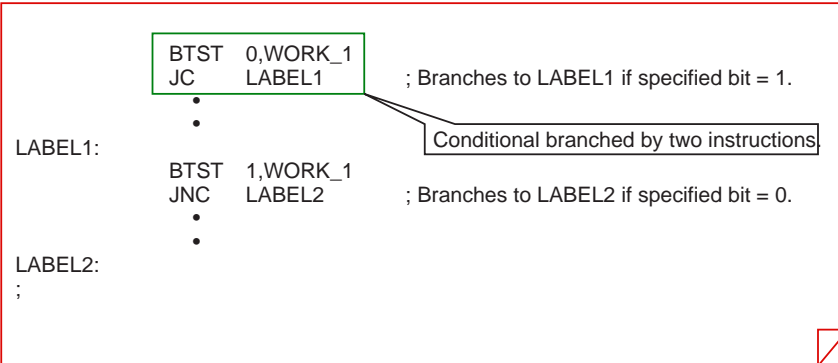 BTST 0,WORK_1
JC LABEL1 ; Branches to LABEL1 if specified bit = 1.
•
•
Conditional branched by two instructions.
LABEL1:
BTST 1,WORK_1
JNC LABEL2 ; Branches to LABEL2 if specified bit = 0.
•
•
LABEL2:
;